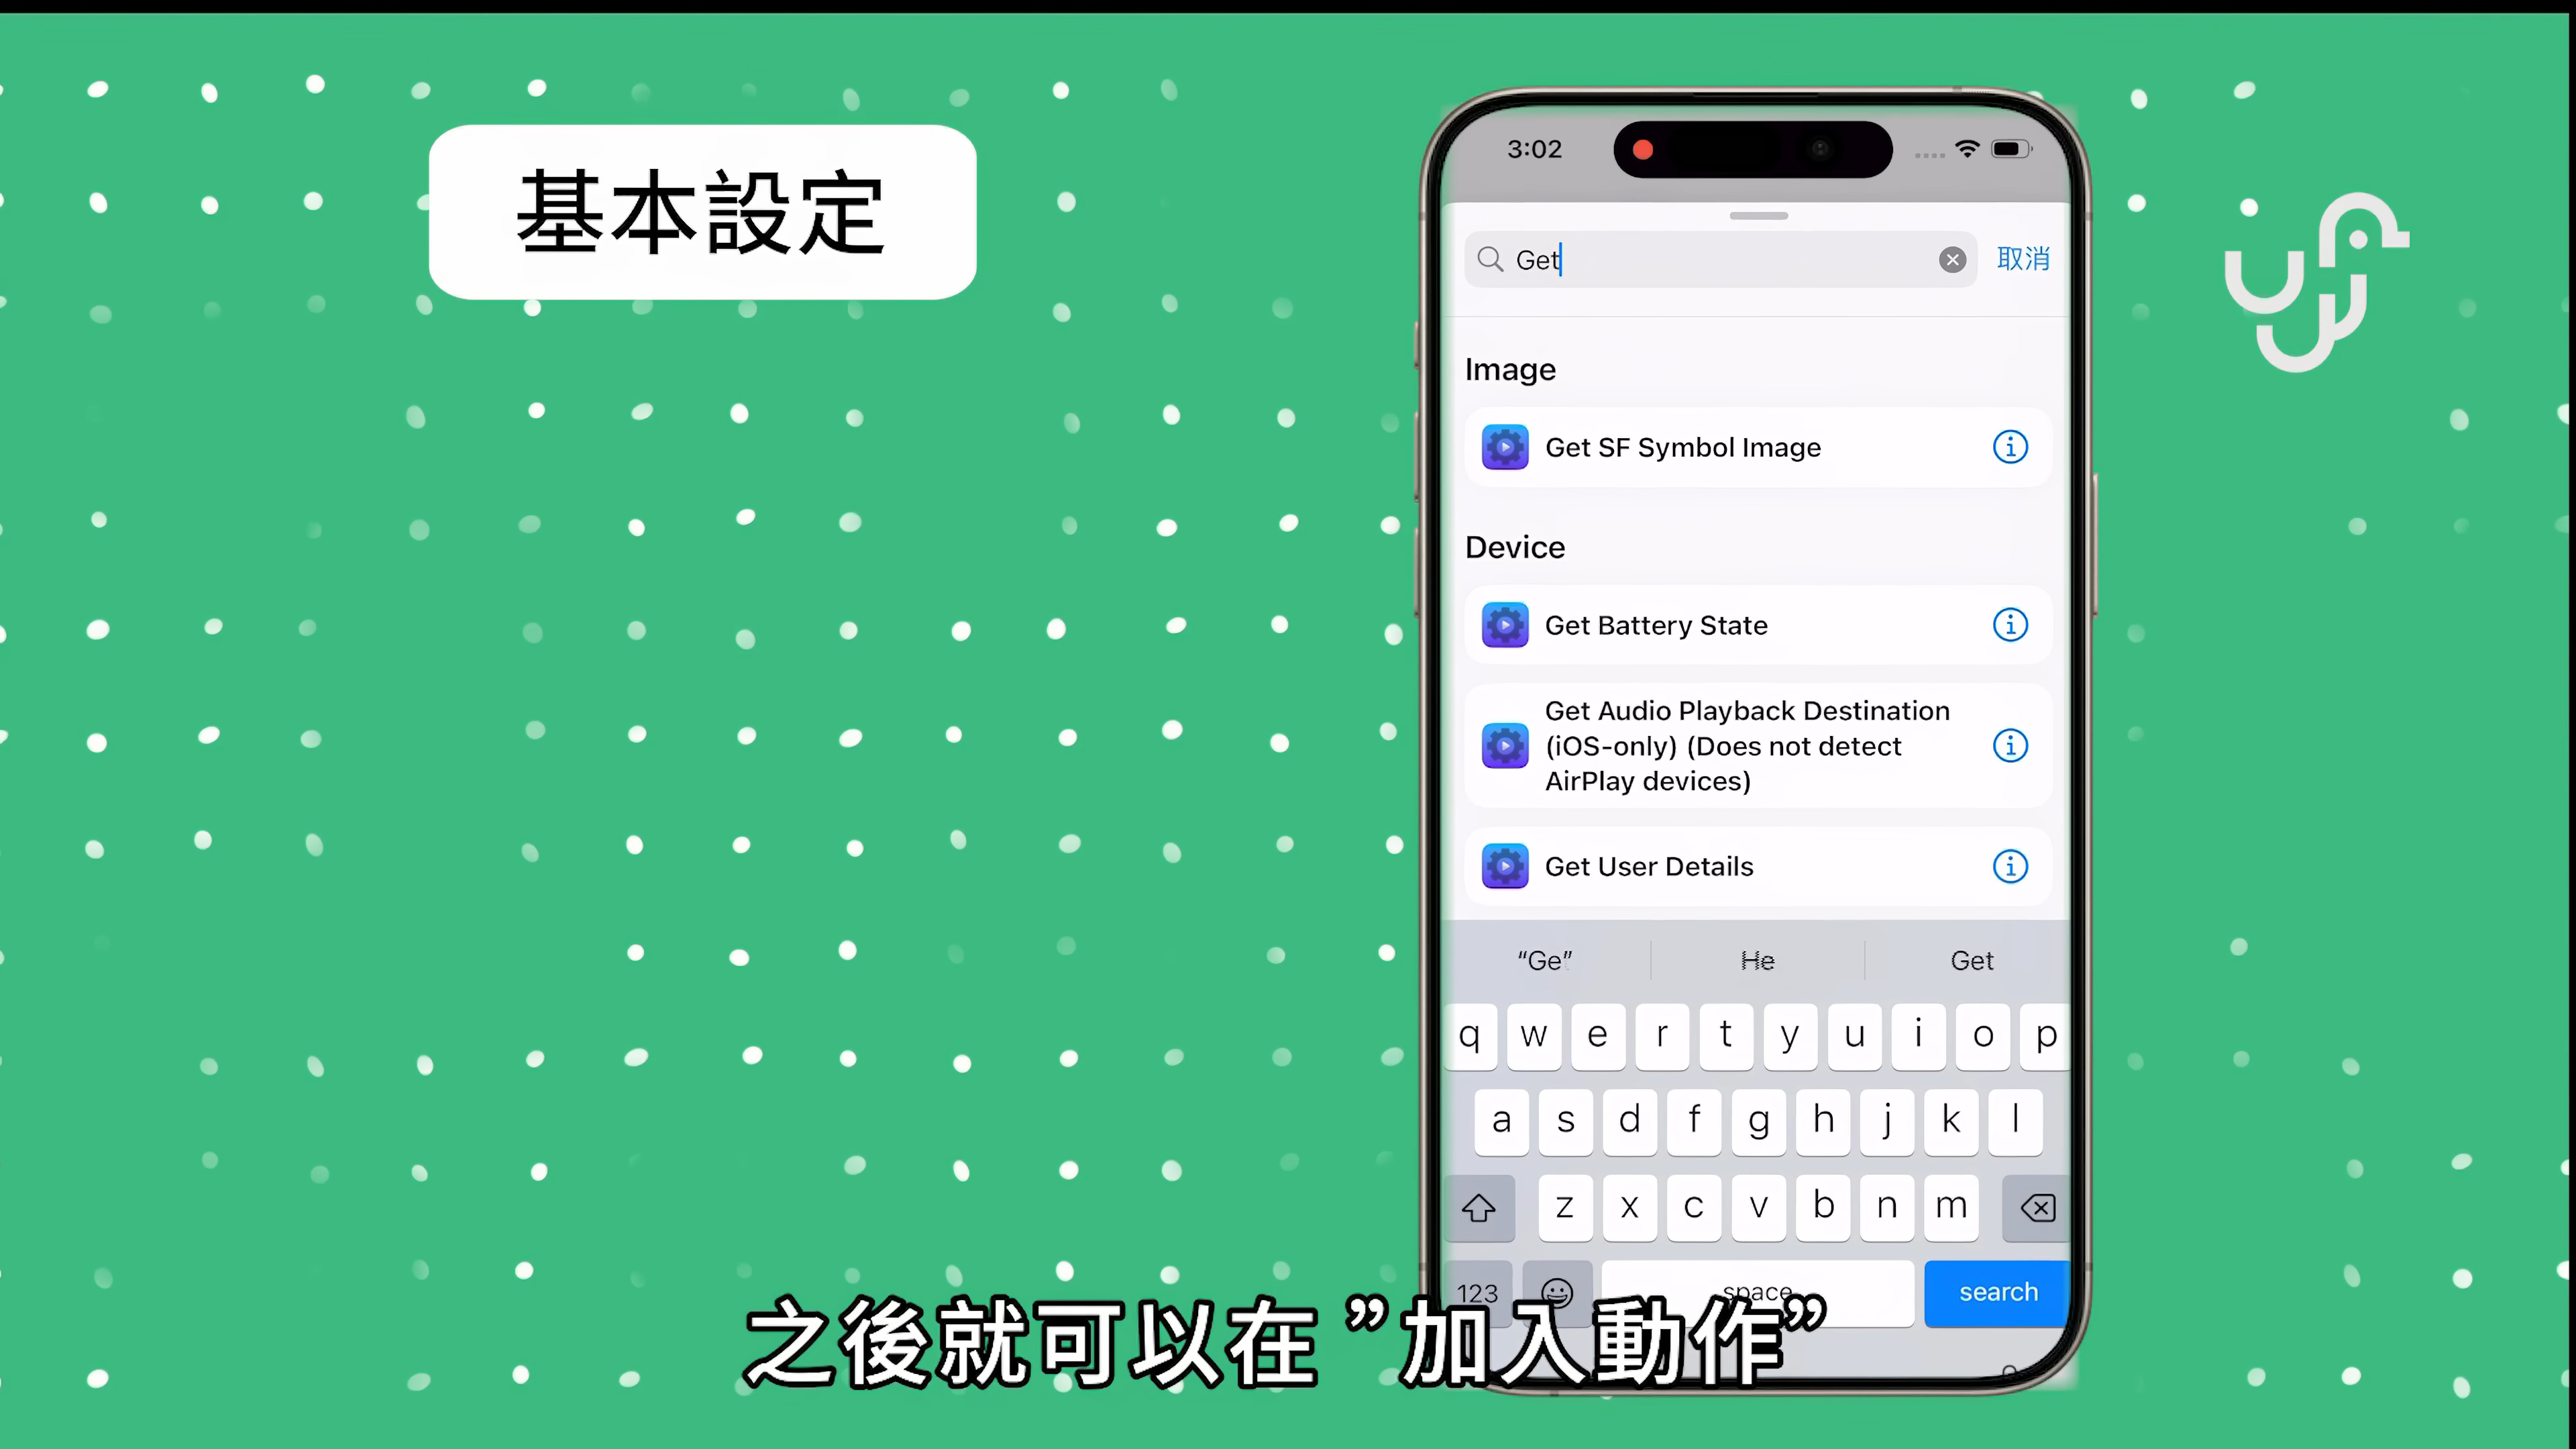 基本設定
3:02
Get
取消
Image
Get SF Symbol Image
Device
Get Battery State
Get Audio Playback Destination
(iOS-only) (Does not detect
AirPlay devices)
Get User Details
“Ge”
He
Get
q w e r t y u i o p
a s d f g h j k l
z x c v b n m
123
space
search
之後就可以在 ”加入動作”